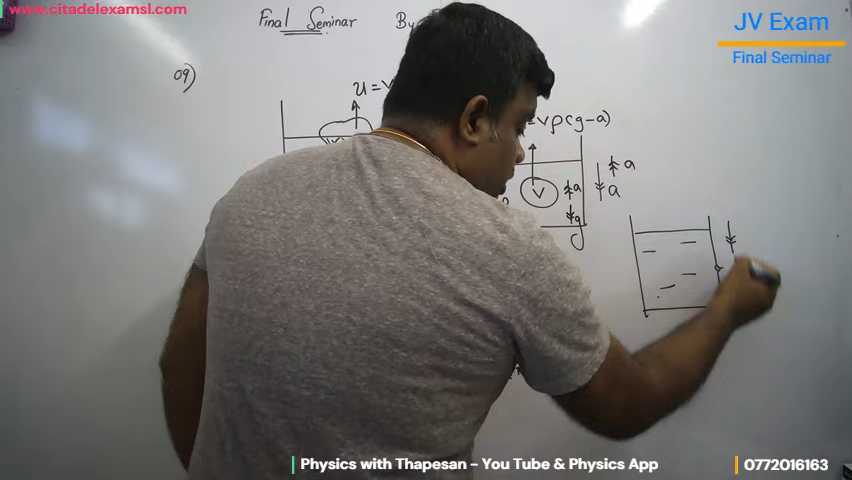 www.citadelexamsl.com
Final Seminar By
JV Exam
Final Seminar
09)
U = V
= Vρ(g-a)
a
V
a
a
a
g
Physics with Thapesan – You Tube & Physics App
0772016163